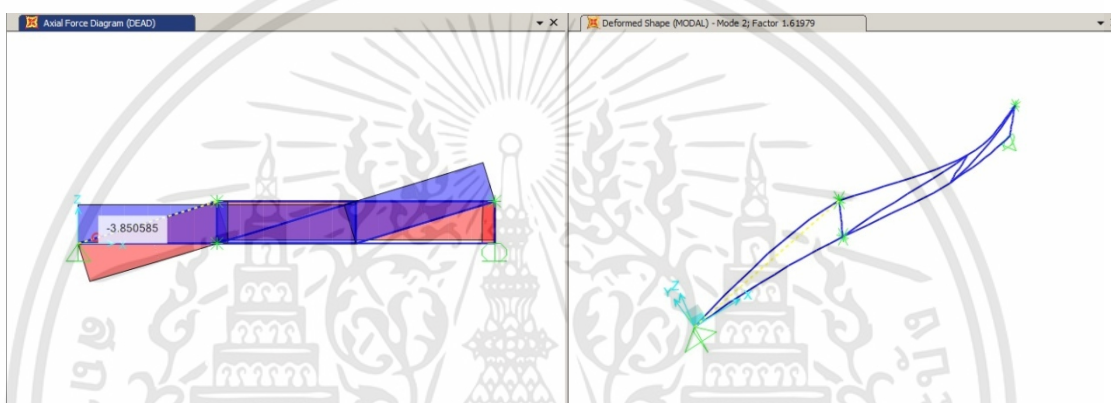 Axial Force Diagram (DEAD)
Deformed Shape (MODAL) - Mode 2; Factor 1.61979
-3.850585
Z
X
Z
X